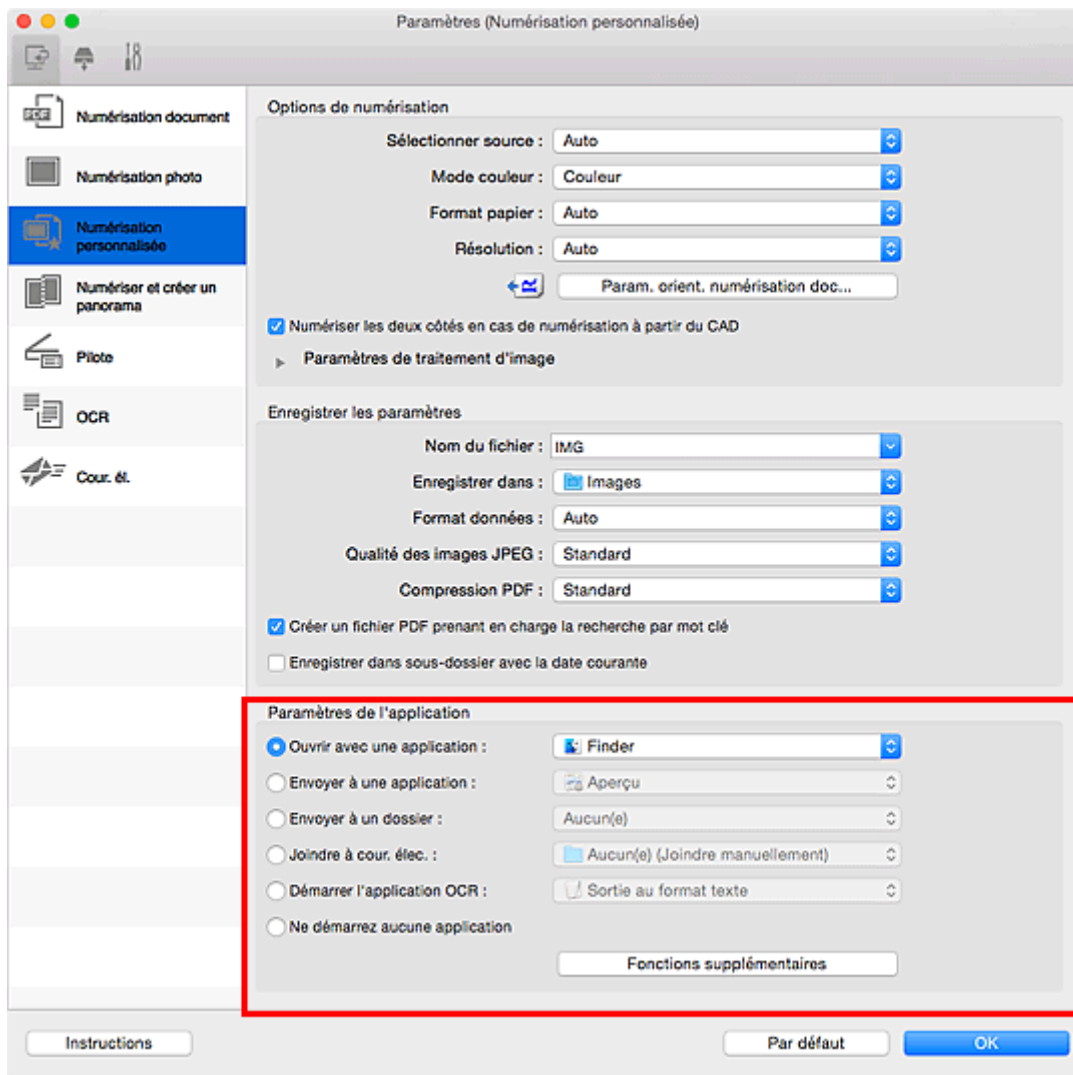 Paramètres (Numérisation personnalisée)
Numérisation document
Numérisation photo
Numérisation
personnalisée
Numériser et créer un
panorama
Pilote
OCR
Cour. él.
Options de numérisation
Sélectionner source : Auto
Mode couleur : Couleur
Format papier : Auto
Résolution : Auto
Param. orient. numérisation doc...
Numériser les deux côtés en cas de numérisation à partir du CAD
Paramètres de traitement d'image
Enregistrer les paramètres
Nom du fichier : IMG
Enregistrer dans : Images
Format données : Auto
Qualité des images JPEG : Standard
Compression PDF : Standard
Créer un fichier PDF prenant en charge la recherche par mot clé
Enregistrer dans sous-dossier avec la date courante
Paramètres de l'application
Ouvrir avec une application : Finder
Envoyer à une application : Aperçu
Envoyer à un dossier : Aucun(e)
Joindre à cour. élec. : Aucun(e) (Joindre manuellement)
Démarrer l'application OCR : Sortie au format texte
Ne démarrez aucune application
Fonctions supplémentaires
Instructions
Par défaut
OK